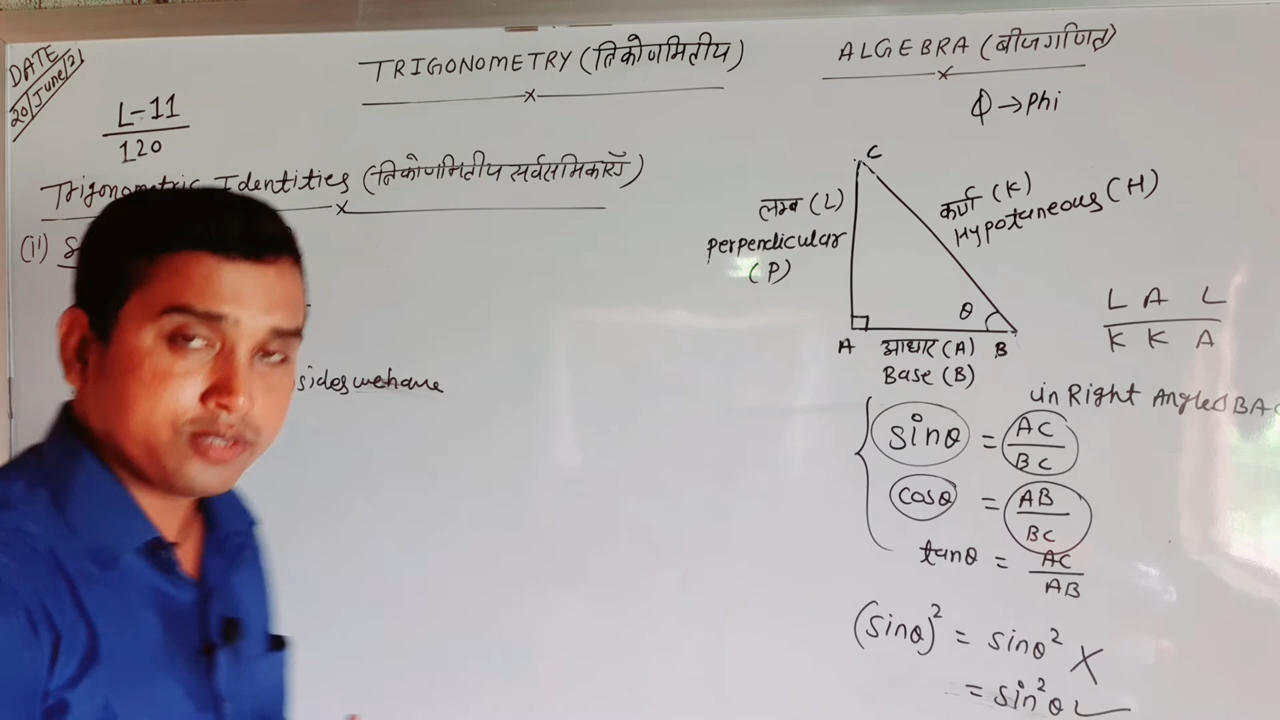 DATE
20/June/21
TRIGONOMETRY (त्रिकोणमितीय)
ALGEBRA (बीजगणित)
L-11
120
Φ → Phi
Trigonometric Identities (त्रिकोणमितीय सर्वसमिकाएँ)
(i)
sides we have
C
लम्ब (L)
perpendicular
(P)
कर्ण (K)
Hypotaneous (H)
θ
A
आधार (A)
B
Base (B)
L A L
K K A
in Right Angled BAC
sinθ = AC
BC
cosθ = AB
BC
tanθ = AC
AB
(sinθ)² = sinθ² X
= sin²θ